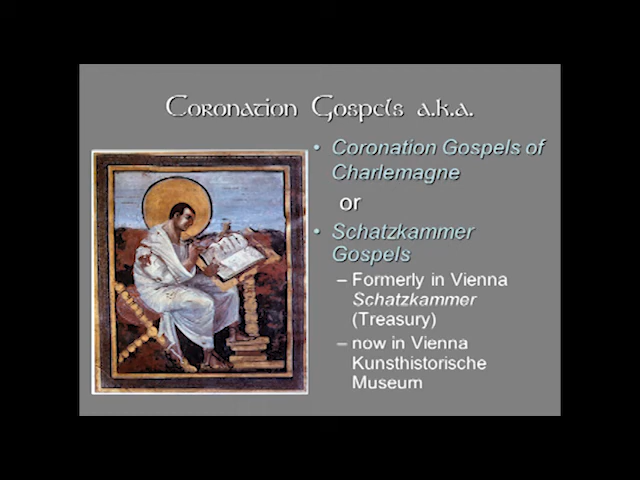 Coronation Gospels a.k.a.
• Coronation Gospels of
Charlemagne
or
• Schatzkammer
Gospels
– Formerly in Vienna
Schatzkammer
(Treasury)
– now in Vienna
Kunsthistorische
Museum